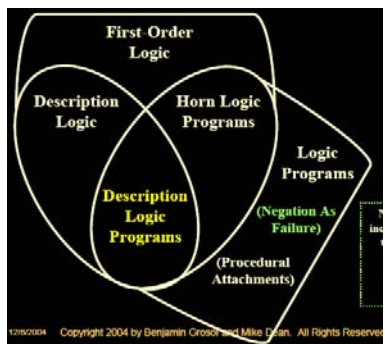 First-Order
Logic
Description
Logic
Horn Logic
Programs
Logic
Programs
Description
Logic
Programs
(Negation As
Failure)
(Procedural
Attachments)
12/6/2004 Copyright 2004 by Benjamin Grosof and Mike Dean. All Rights Reserved